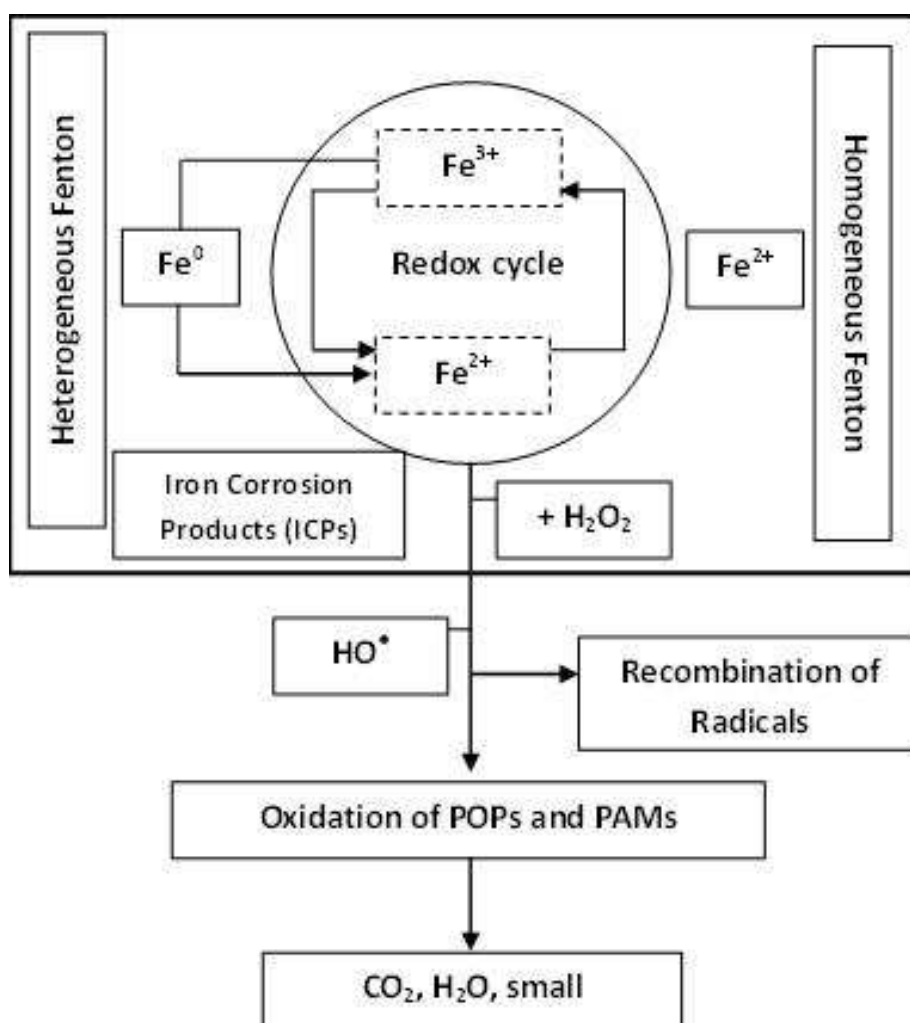 Heterogeneous Fenton
Fe³⁺
Fe⁰
Redox cycle
Fe²⁺
Fe²⁺
Homogeneous Fenton
Iron Corrosion
Products (ICPs)
+ H₂O₂
HO•
Recombination of
Radicals
Oxidation of POPs and PAMs
CO₂, H₂O, small